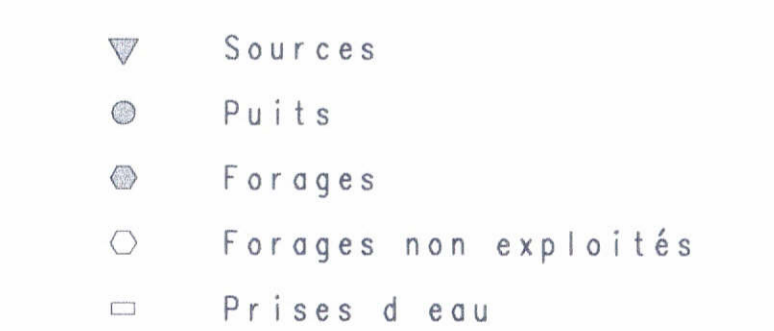 Sources
Puits
Forages
Forages non exploités
Prises d eau